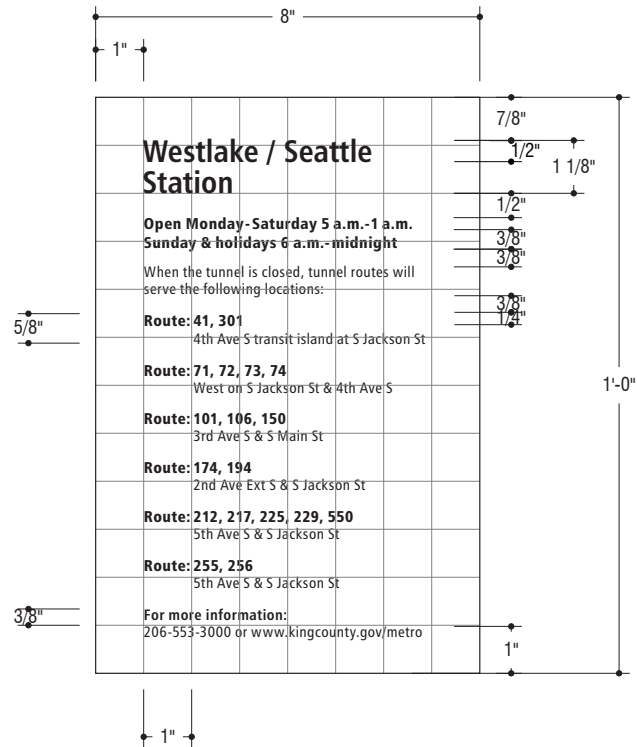 8"
1"
7/8"
Westlake / Seattle
Station
1/2"
1 1/8"
1/2"
Open Monday-Saturday 5 a.m.-1 a.m.
Sunday & holidays 6 a.m.-midnight
3/8"
3/8"
When the tunnel is closed, tunnel routes will
serve the following locations:
3/8"
1/4"
5/8"
Route: 41, 301
4th Ave S transit island at S Jackson St
Route: 71, 72, 73, 74
West on S Jackson St & 4th Ave S
1'-0"
Route: 101, 106, 150
3rd Ave S & S Main St
Route: 174, 194
2nd Ave Ext S & S Jackson St
Route: 212, 217, 225, 229, 550
5th Ave S & S Jackson St
Route: 255, 256
5th Ave S & S Jackson St
3/8"
For more information:
206-553-3000 or www.kingcounty.gov/metro
1"
1"